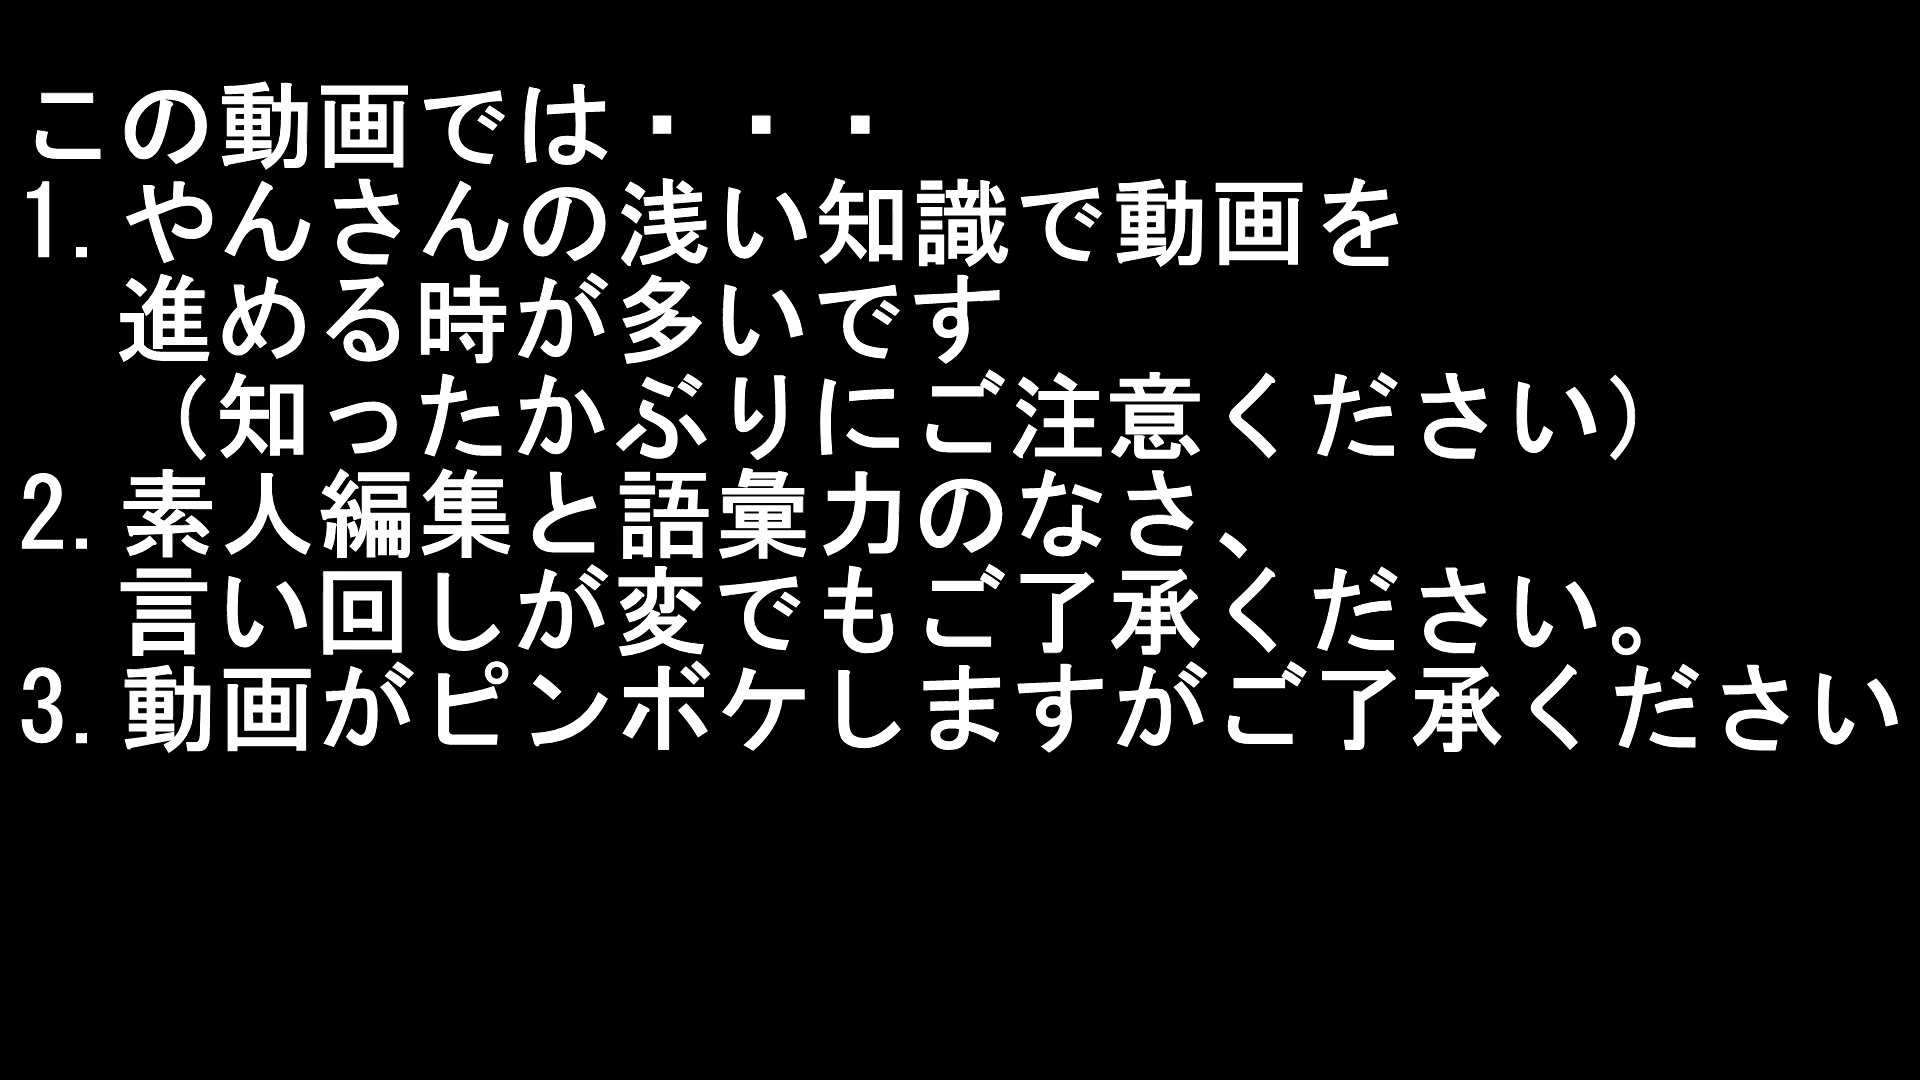 この動画では・・・
1.やんさんの浅い知識で動画を
進める時が多いです
（知ったかぶりにご注意ください）
2.素人編集と語彙力のなさ、
言い回しが変でもご了承ください。
3.動画がピンボケしますがご了承ください